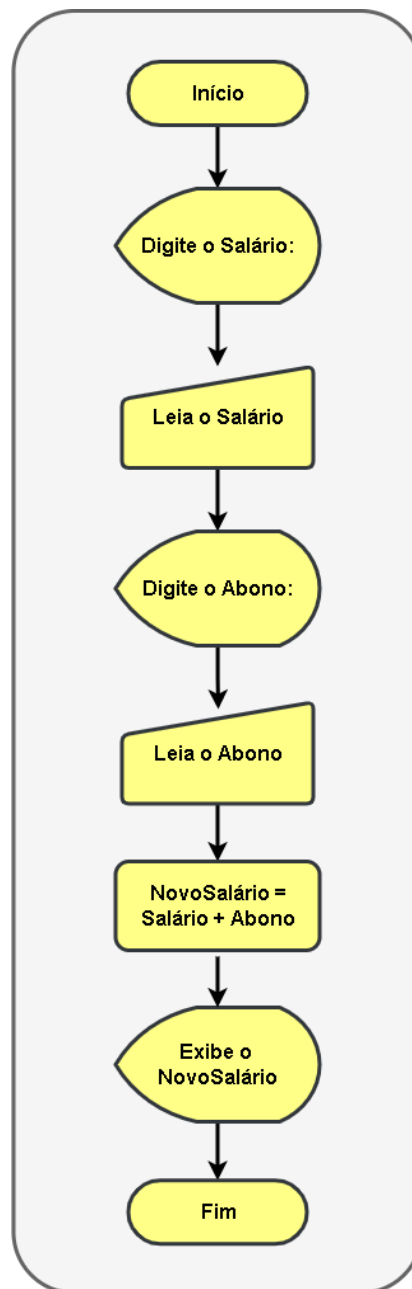 Início
Digite o Salário:
Leia o Salário
Digite o Abono:
Leia o Abono
NovoSalário =
Salário + Abono
Exibe o
NovoSalário
Fim